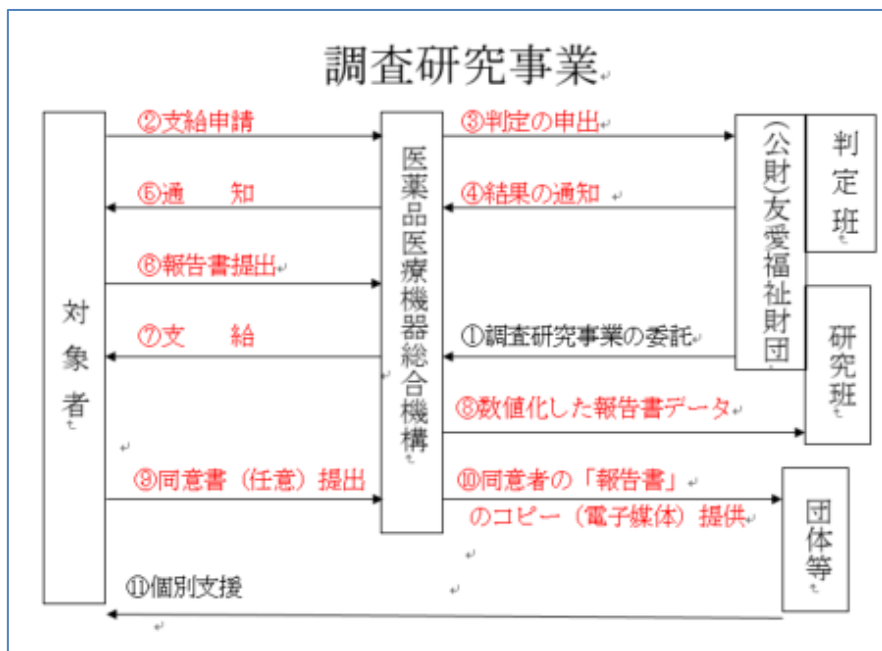 調査研究事業
②支給申請
③判定の申出
⑤通　　知
④結果の通知
⑥報告書提出
⑦支　　給
①調査研究事業の委託
⑧数値化した報告書データ
⑨同意書（任意）提出
⑩同意者の「報告書」
のコピー（電子媒体）提供
⑪個別支援
対象者
医薬品医療機器総合機構
(公財)友愛福祉財団
判定班
研究班
団体等